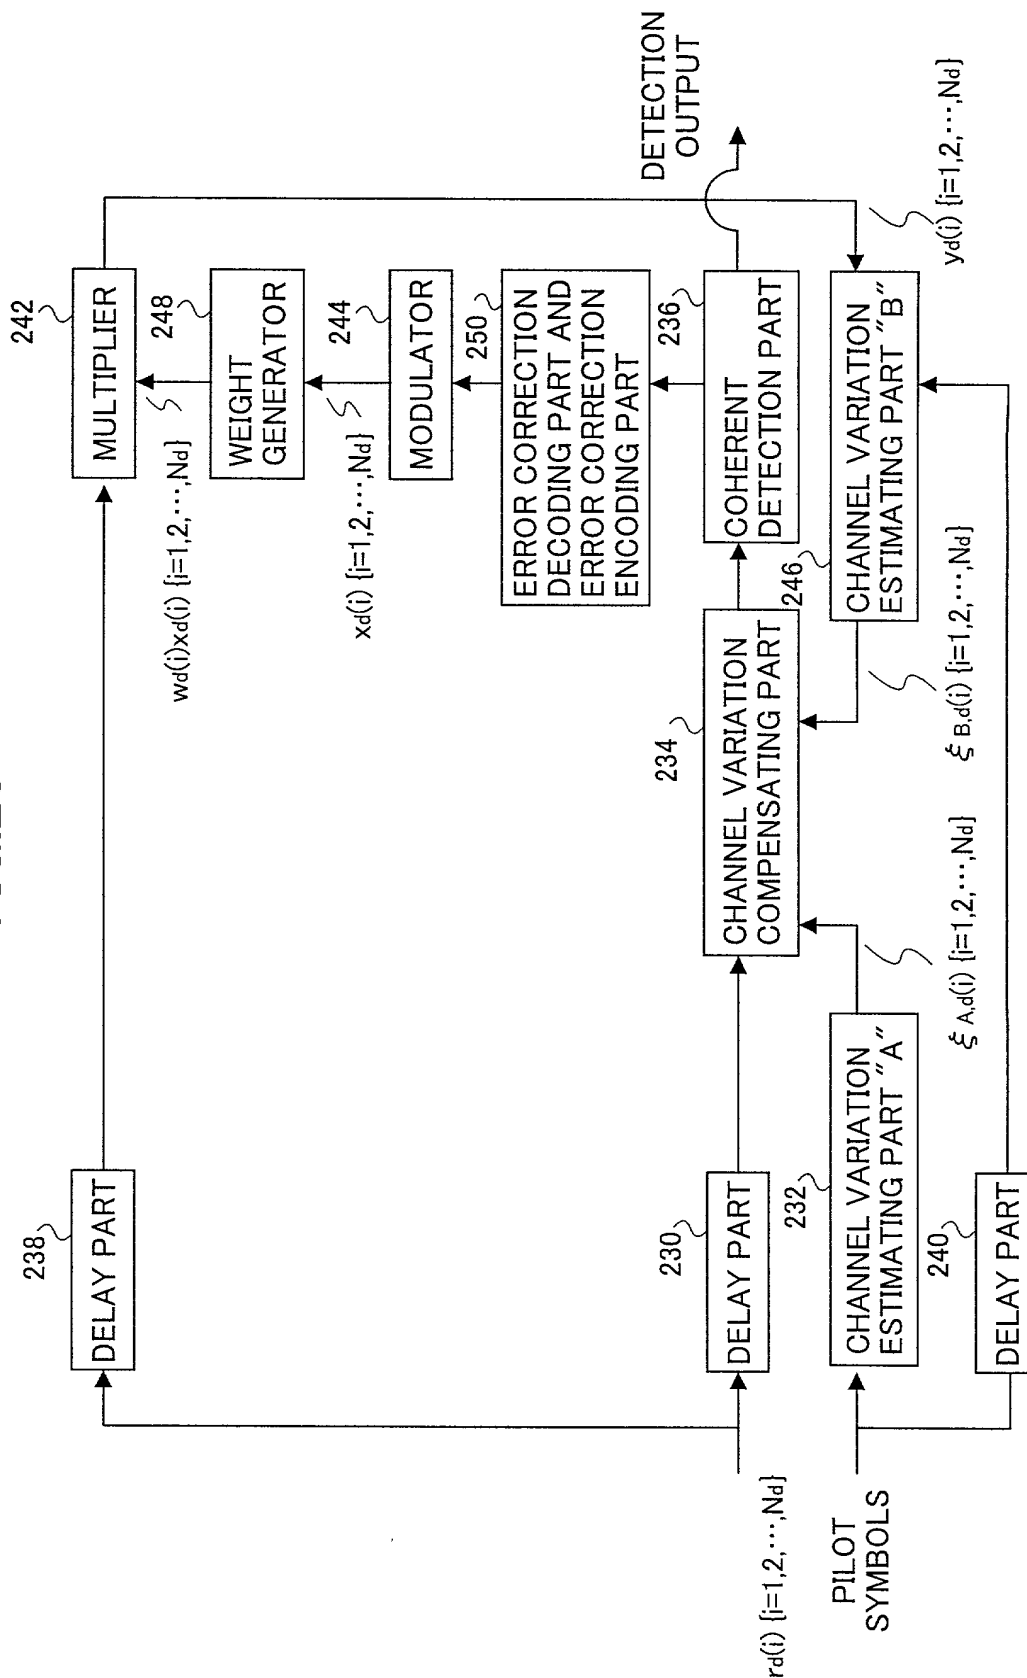 238
DELAY PART
242
MULTIPLIER
wd(i)xd(i) {i=1,2,⋯,Nd}
248
WEIGHT
GENERATOR
xd(i) {i=1,2,⋯,Nd}
244
MODULATOR
250
ERROR CORRECTION
DECODING PART AND
ERROR CORRECTION
ENCODING PART
rd(i) {i=1,2,⋯,Nd}
230
DELAY PART
234
CHANNEL VARIATION
COMPENSATING PART
236
COHERENT
DETECTION PART
DETECTION
OUTPUT
PILOT
SYMBOLS
232
CHANNEL VARIATION
ESTIMATING PART "A"
ξA,d(i) {i=1,2,⋯,Nd}
246
CHANNEL VARIATION
ESTIMATING PART "B"
ξB,d(i) {i=1,2,⋯,Nd}
yd(i) {i=1,2,⋯,Nd}
240
DELAY PART